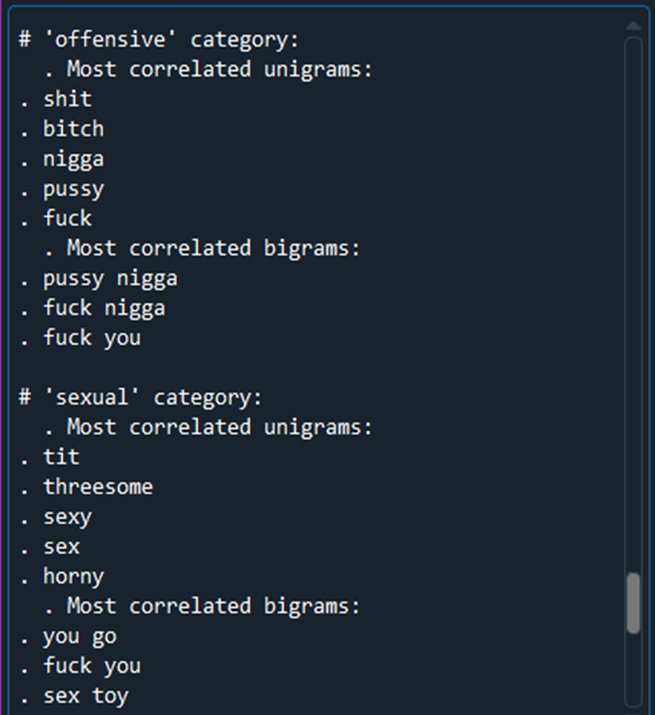 # 'offensive' category:
. Most correlated unigrams:
. shit
. bitch
. nigga
. pussy
. fuck
. Most correlated bigrams:
. pussy nigga
. fuck nigga
. fuck you
# 'sexual' category:
. Most correlated unigrams:
. tit
. threesome
. sexy
. sex
. horny
. Most correlated bigrams:
. you go
. fuck you
. sex toy